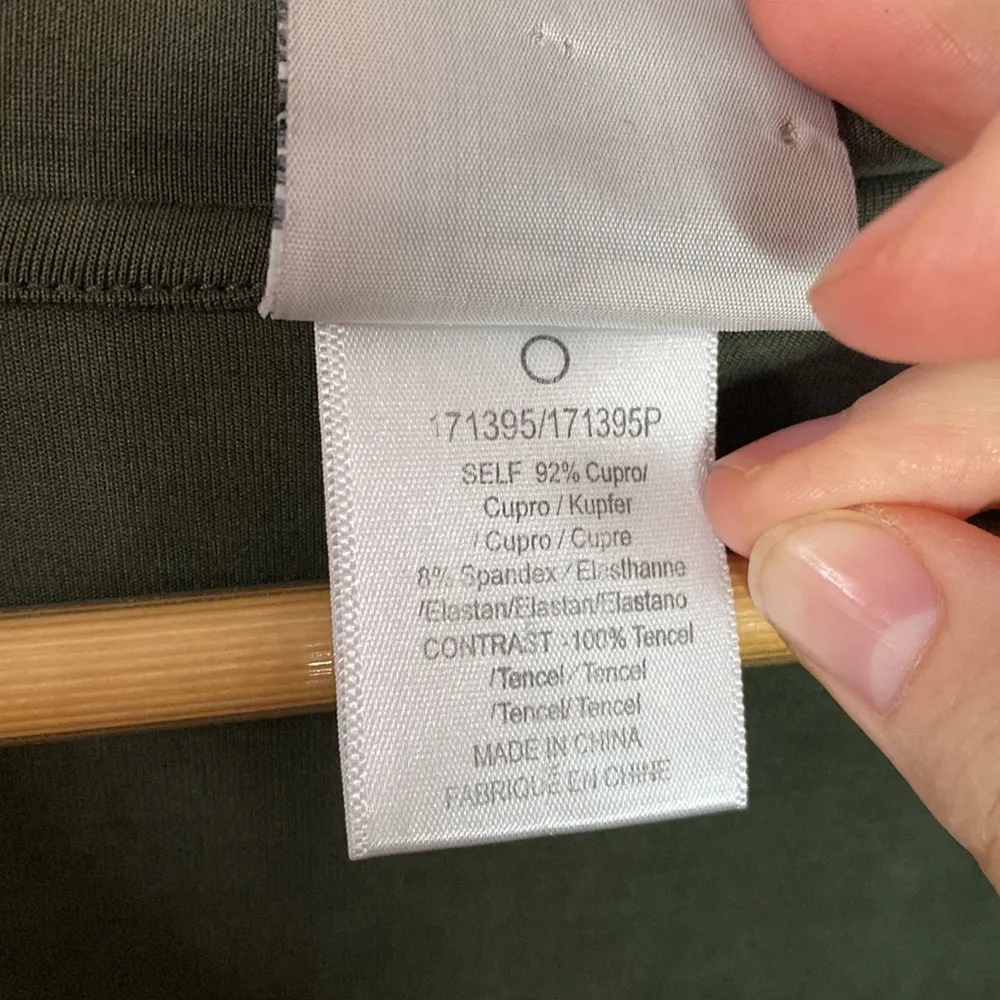 171395/171395P
SELF 92% Cupro/
Cupro / Kupfer
/ Cupro / Cupre
8% Spandex / Elasthanne
/Elastan/Elastan/Elastano
CONTRAST -100% Tencel
/Tencel / Tencel
/Tencel/ Tencel
MADE IN CHINA
FABRIQUÉ EN CHINE